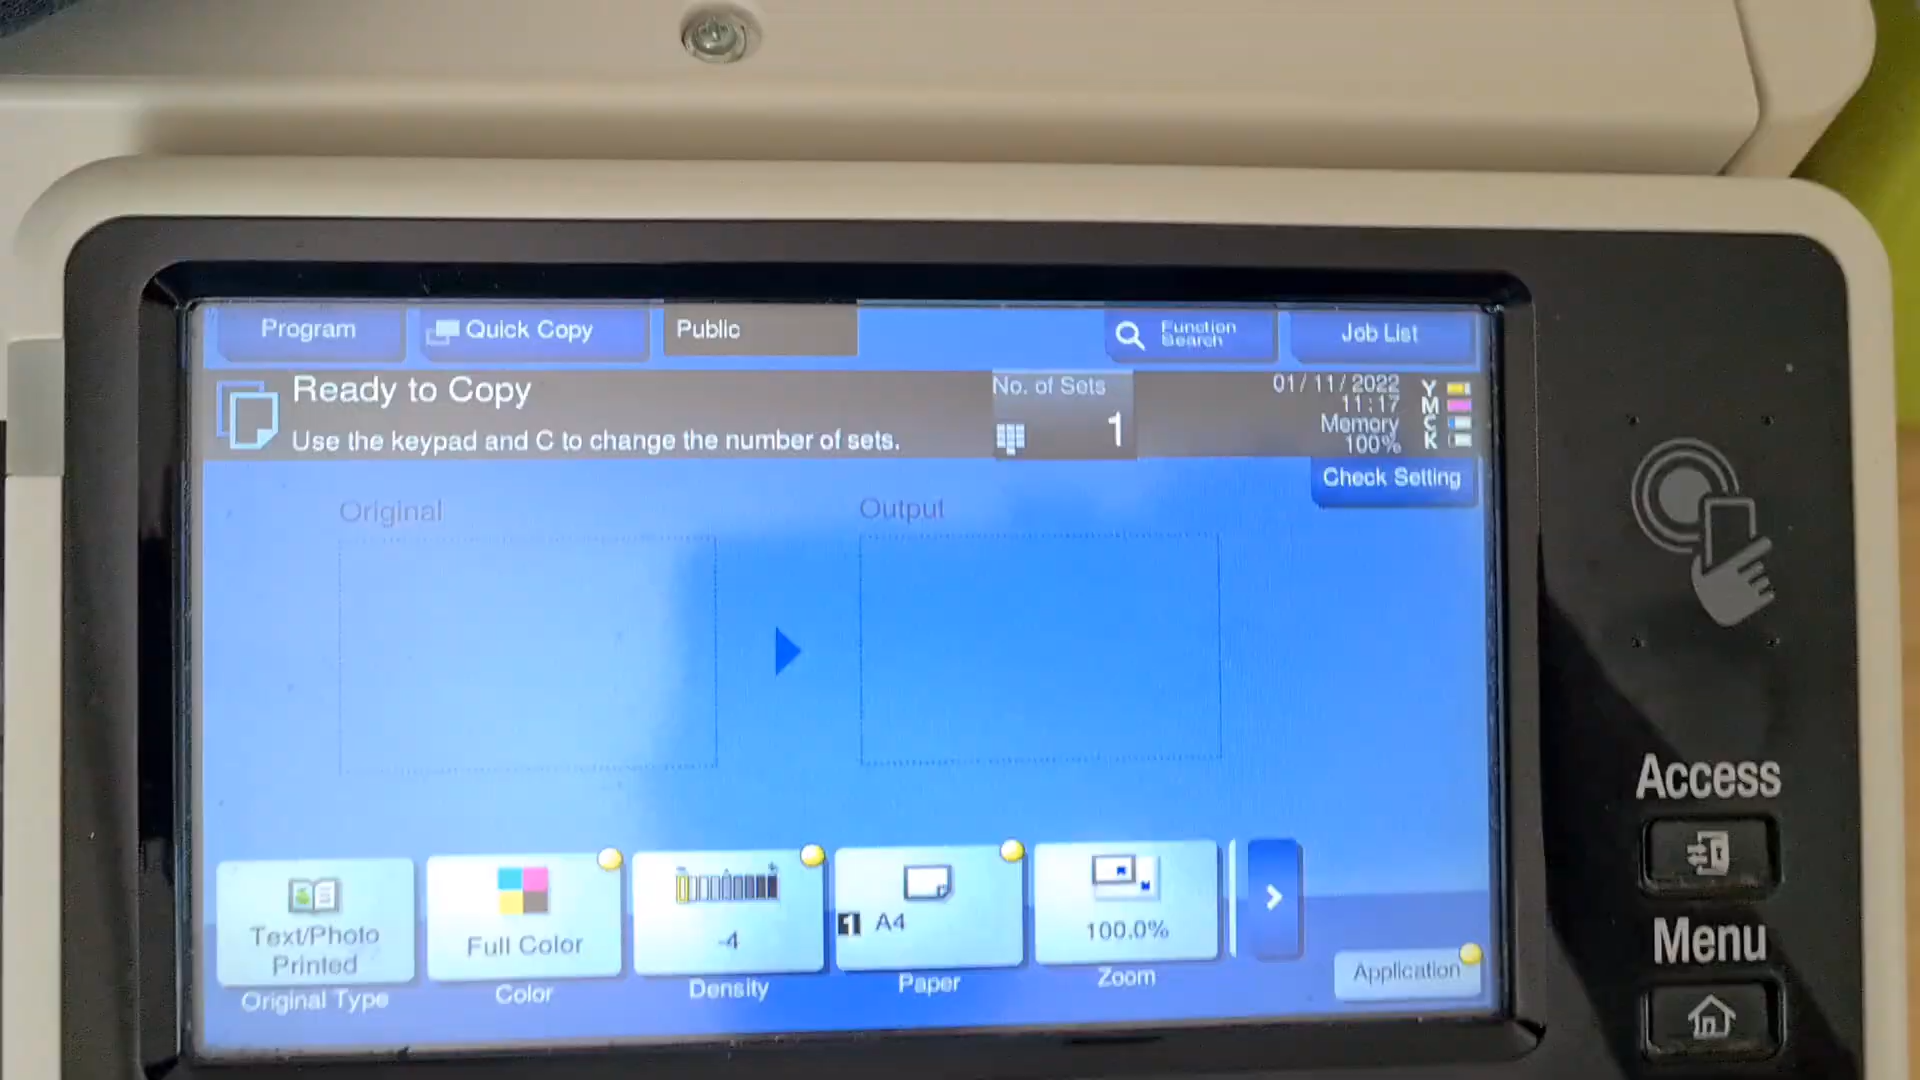 Program
Quick Copy
Public
Function
Search
Job List
Ready to Copy
Use the keypad and C to change the number of sets.
No. of Sets
1
01/11/2022
11:17
Memory
100%
Y
M
C
K
Check Setting
Original
Output
Text/Photo
Printed
Original Type
Full Color
Color
-4
Density
1 A4
Paper
100.0%
Zoom
Application
Access
Menu